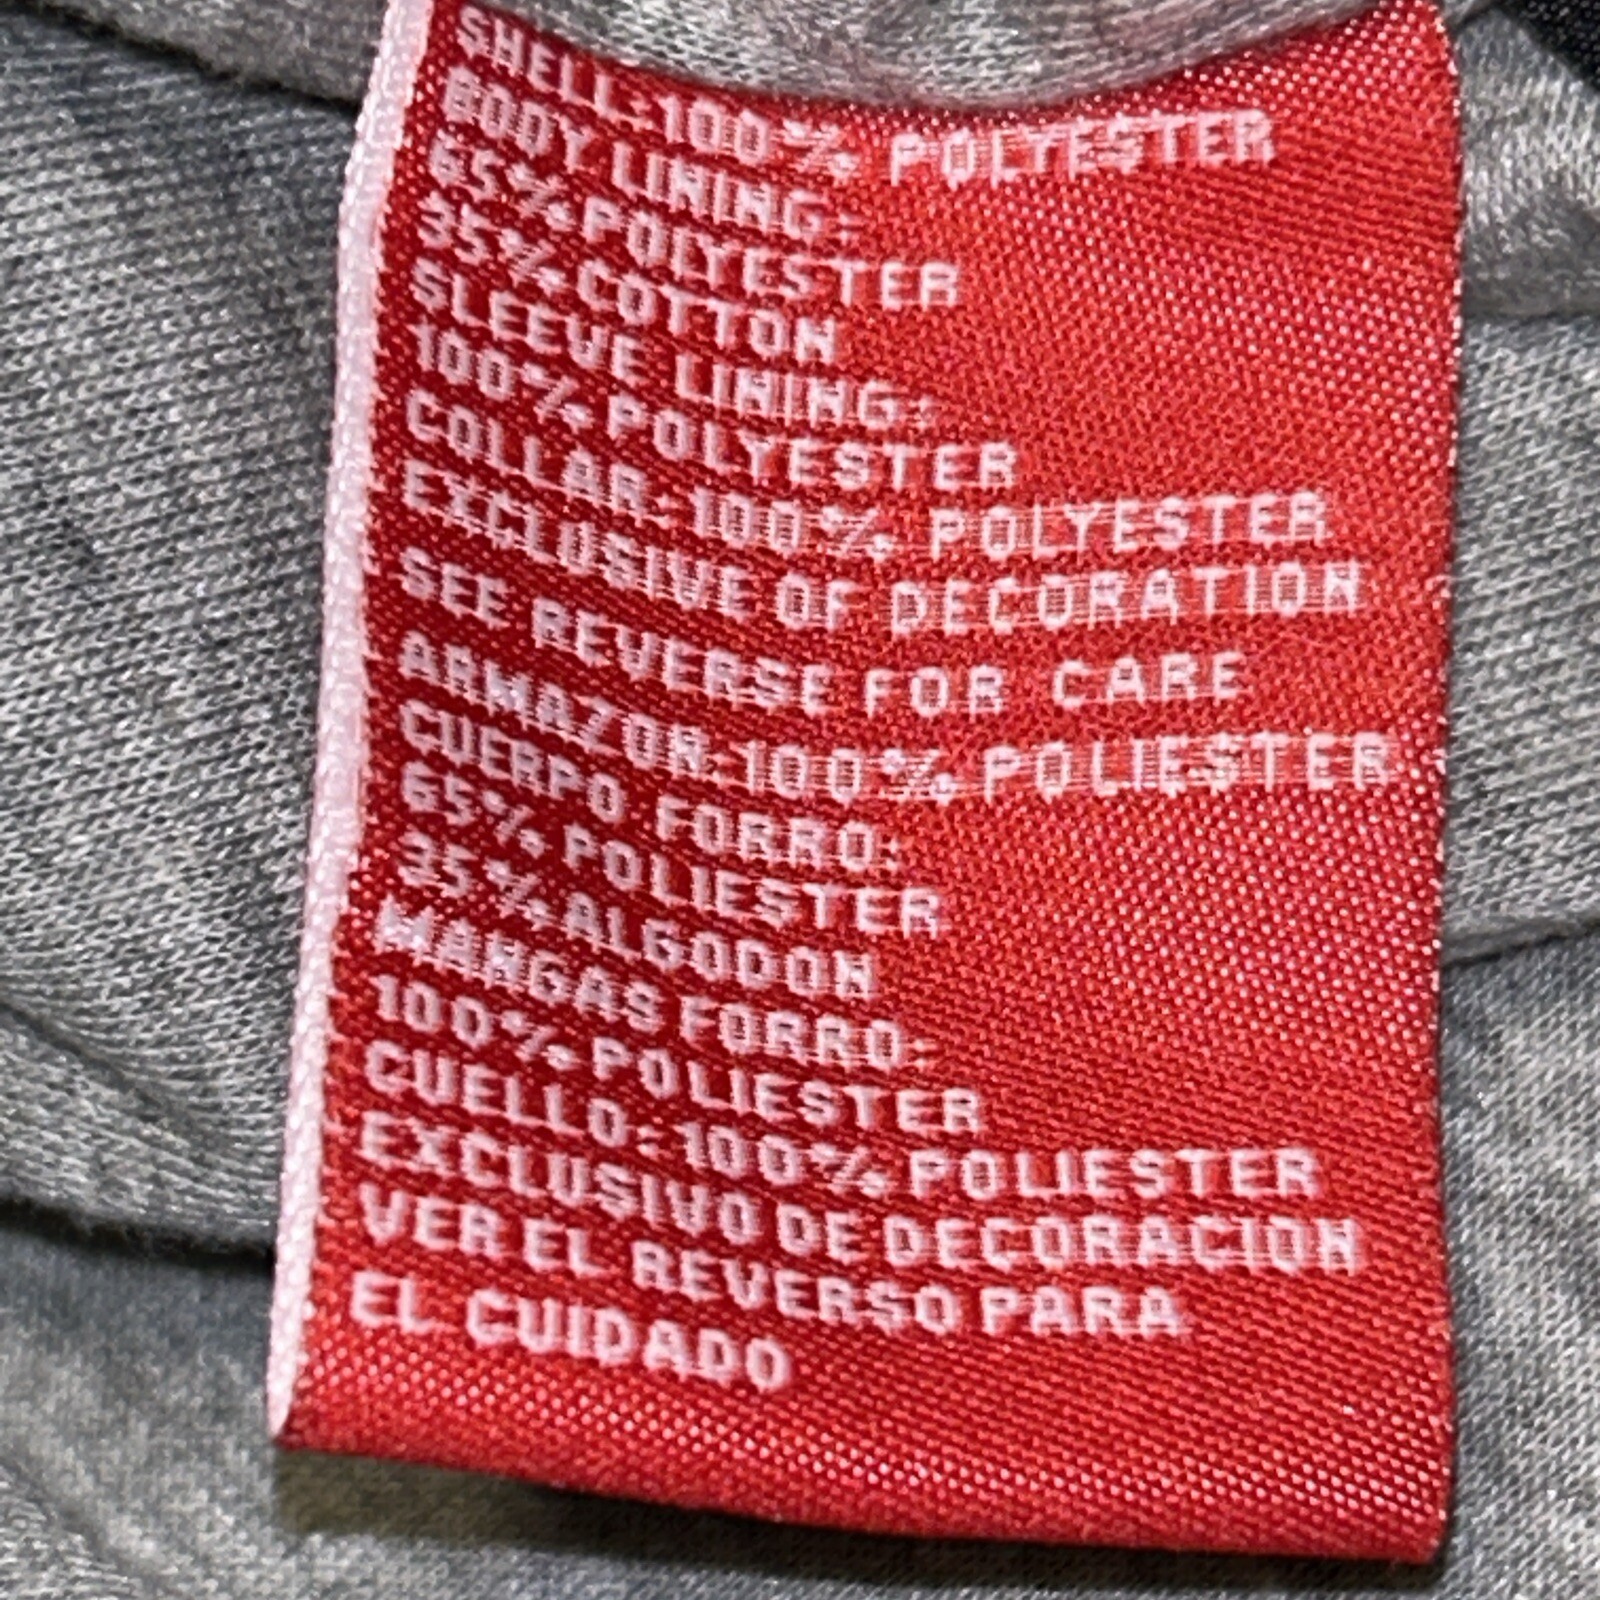 SHELL:100% POLYESTER
BODY LINING:
65% POLYESTER
35% COTTON
SLEEVE LINING:
100% POLYESTER
COLLAR:100% POLYESTER
EXCLUSIVE OF DECORATION
SEE REVERSE FOR CARE
ARMAZON:100% POLIESTER
CUERPO FORRO:
65% POLIESTER
35% ALGODON
MANGAS FORRO:
100% POLIESTER
CUELLO:100% POLIESTER
EXCLUSIVO DE DECORACION
VER EL REVERSO PARA
EL CUIDADO